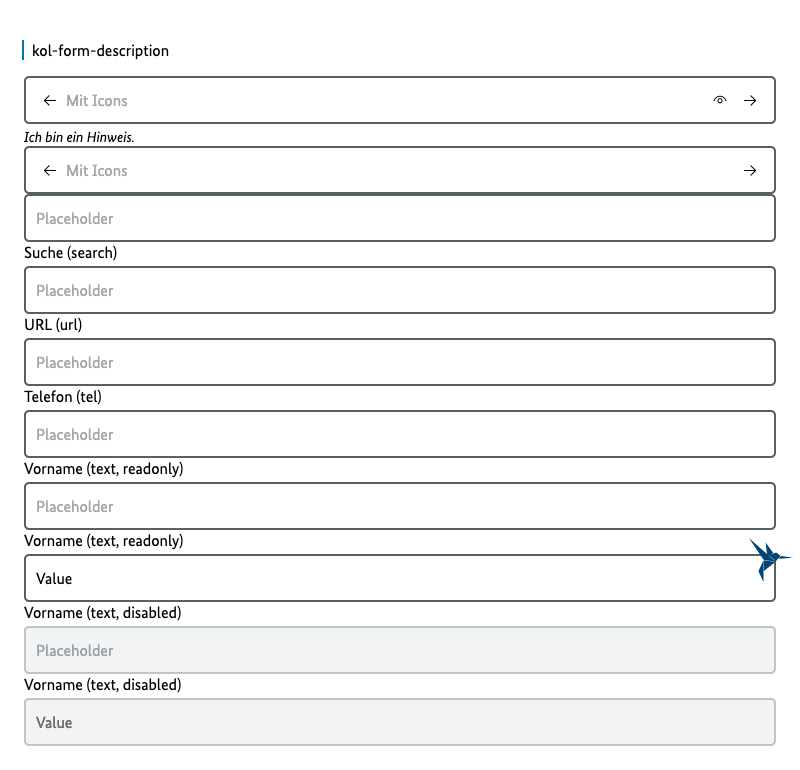 kol-form-description
Mit Icons
Ich bin ein Hinweis.
Mit Icons
Placeholder
Suche (search)
Placeholder
URL (url)
Placeholder
Telefon (tel)
Placeholder
Vorname (text, readonly)
Placeholder
Vorname (text, readonly)
Value
Vorname (text, disabled)
Placeholder
Vorname (text, disabled)
Value